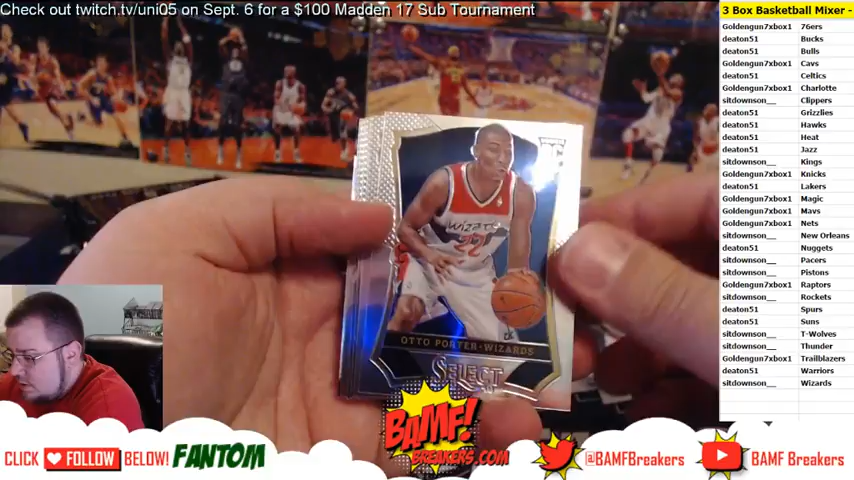 Check out twitch.tv/uni05 on Sept. 6 for a $100 Madden 17 Sub Tournament
3 Box Basketball Mixer -
Goldengun7xbox1 76ers
deaton51 Bucks
deaton51 Bulls
Goldengun7xbox1 Cavs
deaton51 Celtics
Goldengun7xbox1 Charlotte
sitdownson__ Clippers
deaton51 Grizzlies
deaton51 Hawks
deaton51 Heat
deaton51 Jazz
sitdownson__ Kings
Goldengun7xbox1 Knicks
deaton51 Lakers
Goldengun7xbox1 Magic
Goldengun7xbox1 Mavs
Goldengun7xbox1 Nets
sitdownson__ New Orleans
deaton51 Nuggets
sitdownson__ Pacers
sitdownson__ Pistons
Goldengun7xbox1 Raptors
sitdownson__ Rockets
deaton51 Spurs
deaton51 Suns
sitdownson__ T-Wolves
sitdownson__ Thunder
Goldengun7xbox1 Trailblazers
deaton51 Warriors
sitdownson__ Wizards
Wizards
22
OTTO PORTER-WIZARDS
SELECT
CLICK FOLLOW BELOW! FANTOM
BAMF!
BREAKERS.COM
@BAMFBreakers
BAMF Breakers